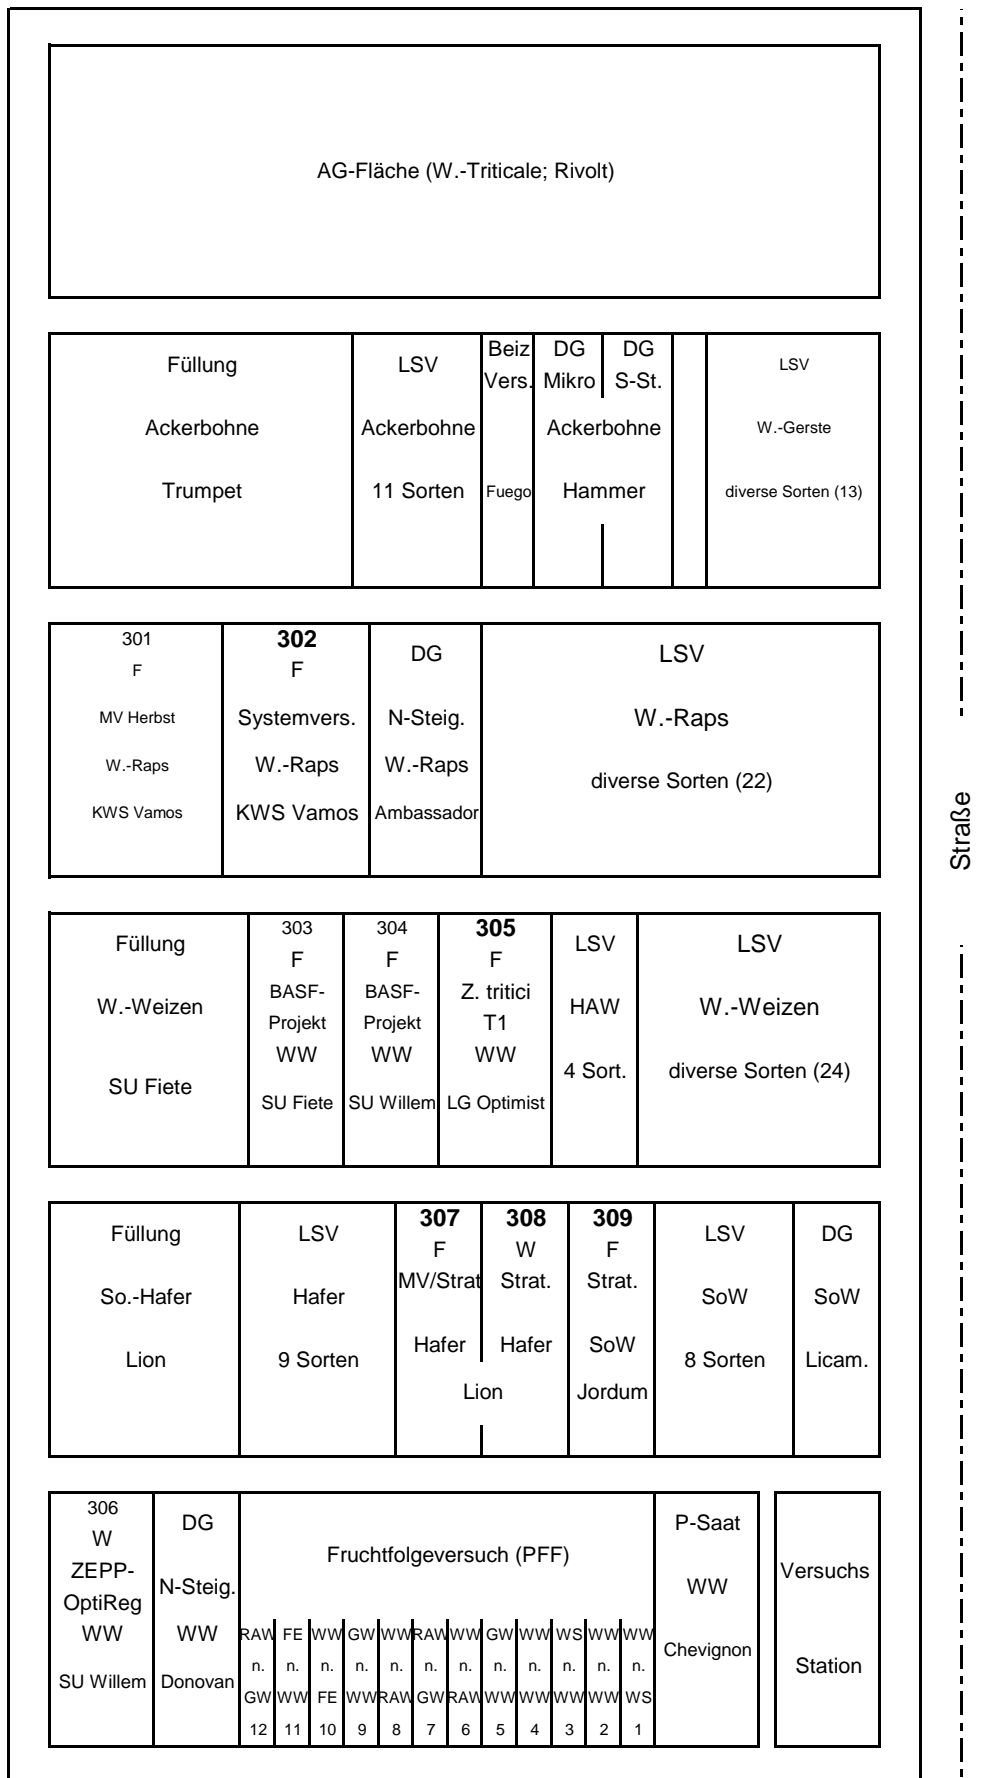 AG-Fläche (W.-Triticale; Rivolt)
Füllung
Ackerbohne
Trumpet
LSV
Ackerbohne
11 Sorten
Beiz
Vers.
Fuego
DG
Mikro
DG
S-St.
Ackerbohne
Hammer
LSV
W.-Gerste
diverse Sorten (13)
301
F
MV Herbst
W.-Raps
KWS Vamos
302
F
Systemvers.
W.-Raps
KWS Vamos
DG
N-Steig.
W.-Raps
Ambassador
LSV
W.-Raps
diverse Sorten (22)
Straße
Füllung
W.-Weizen
SU Fiete
303
F
BASF-
Projekt
WW
SU Fiete
304
F
BASF-
Projekt
WW
SU Willem
305
F
Z. tritici
T1
WW
LG Optimist
LSV
HAW
4 Sort.
LSV
W.-Weizen
diverse Sorten (24)
Füllung
So.-Hafer
Lion
LSV
Hafer
9 Sorten
307
F
MV/Strat
Hafer
308
W
Strat.
Hafer
Lion
309
F
Strat.
SoW
Jordum
LSV
SoW
8 Sorten
DG
SoW
Licam.
306
W
ZEPP-
OptiReg
WW
SU Willem
DG
N-Steig.
WW
Donovan
Fruchtfolgeversuch (PFF)
RAW FE WW GW WW RAW WW GW WW WS WW WW
n. n. n. n. n. n. n. n. n. n. n. n.
GW WW FE WW RAW GW RAW WW WW WW WW WS
12 11 10 9 8 7 6 5 4 3 2 1
P-Saat
WW
Chevignon
Versuchs
Station